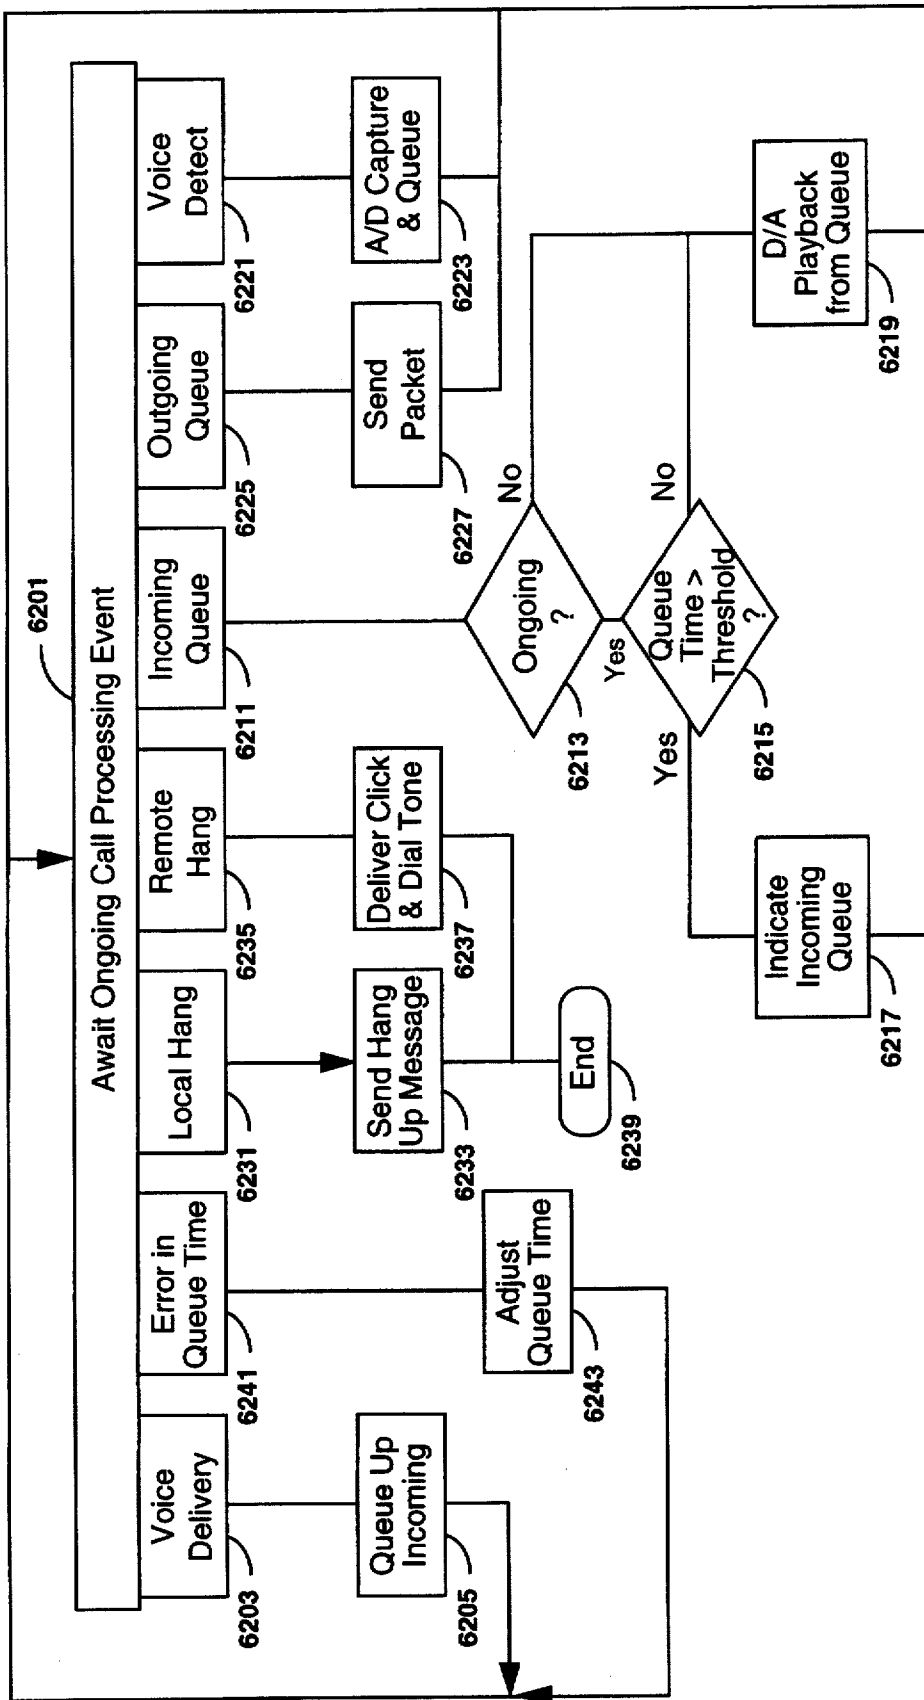 6201
Await Ongoing Call Processing Event
Voice
Delivery
6203
Error in
Queue Time
6241
Local Hang
6231
Remote
Hang
6235
Incoming
Queue
6211
Outgoing
Queue
6225
Voice
Detect
6221
Queue Up
Incoming
6205
Send Hang
Up Message
6233
Deliver Click
& Dial Tone
6237
Send
Packet
6227
A/D Capture
& Queue
6223
Adjust
Queue Time
6243
End
6239
Ongoing
?
6213
No
Yes
Queue
Time >
Threshold
?
6215
Yes
No
Indicate
Incoming
Queue
6217
D/A
Playback
from Queue
6219